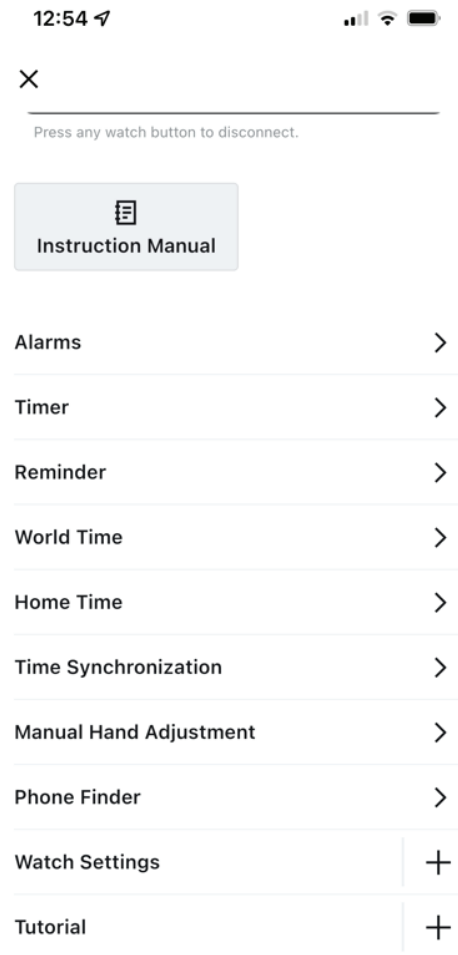 12:54
Press any watch button to disconnect.
Instruction Manual
Alarms
Timer
Reminder
World Time
Home Time
Time Synchronization
Manual Hand Adjustment
Phone Finder
Watch Settings
Tutorial